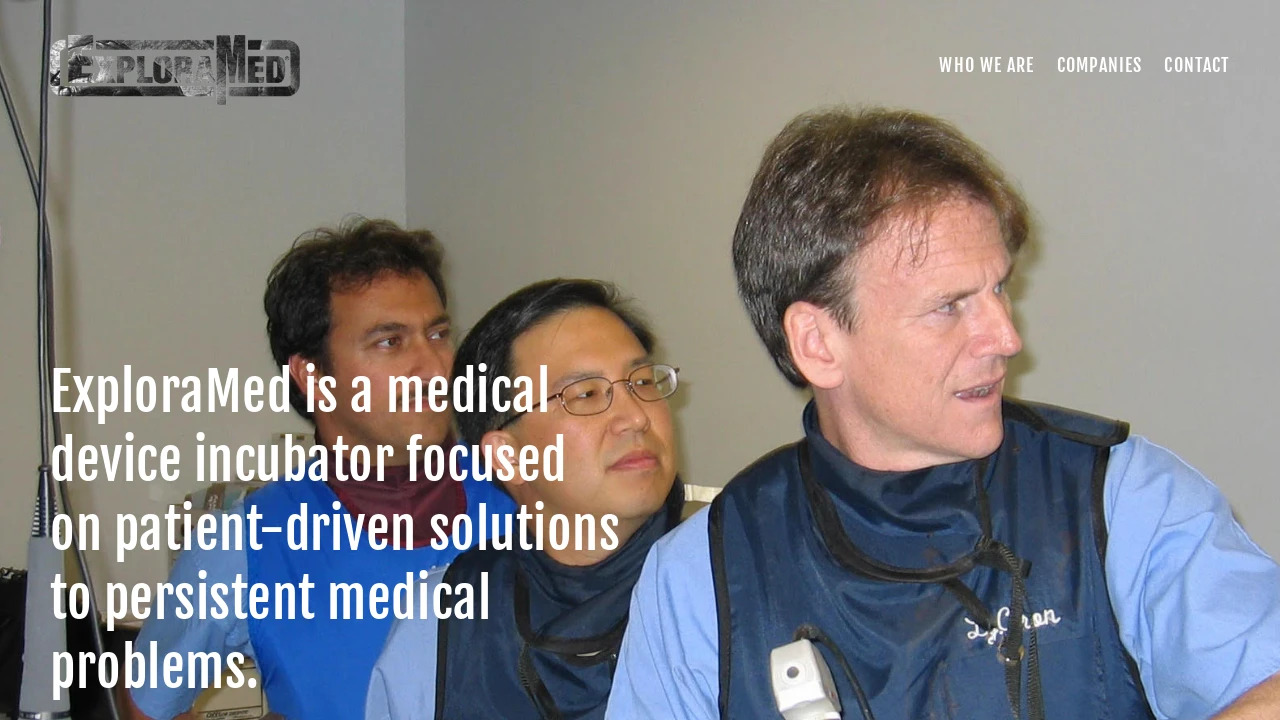 ExploraMed
WHO WE ARE
COMPANIES
CONTACT
ExploraMed is a medical
device incubator focused
on patient-driven solutions
to persistent medical
problems.